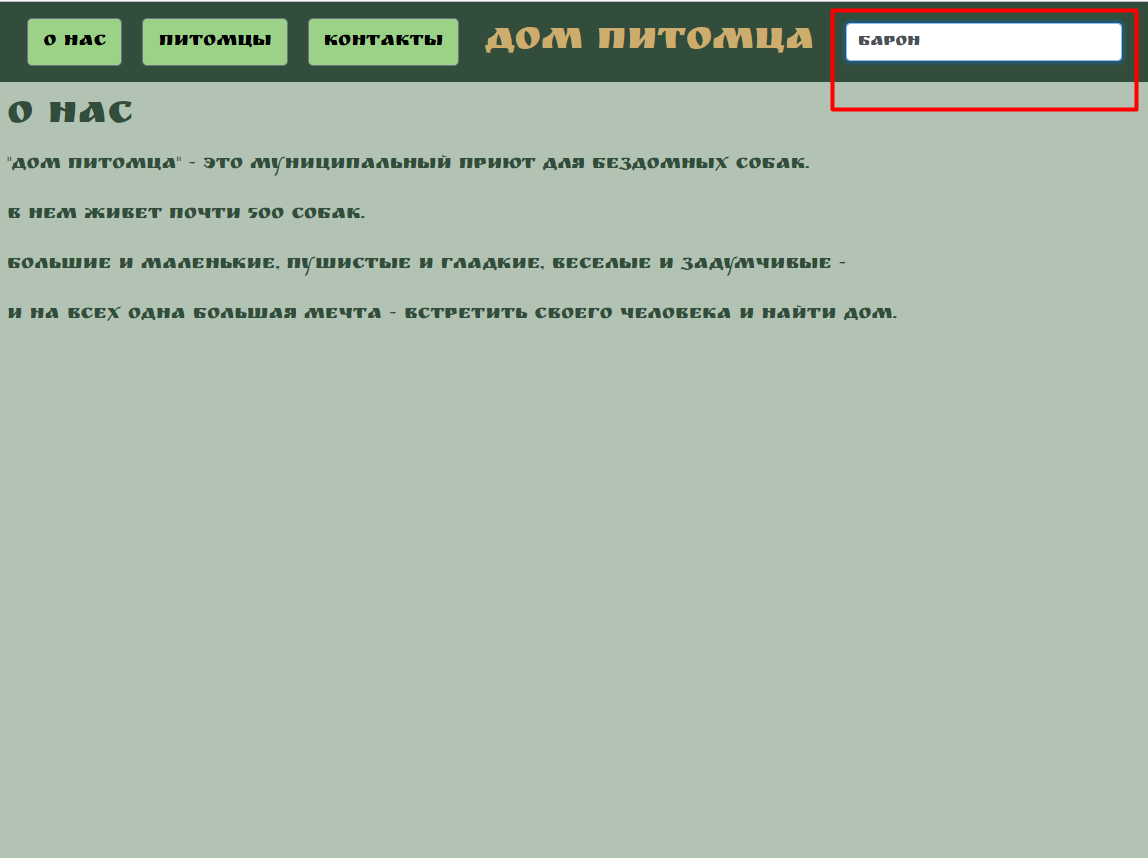 О НАС ПИТОМЦЫ КОНТАКТЫ ДОМ ПИТОМЦА БАРОН
О НАС
"ДОМ ПИТОМЦА" - ЭТО МУНИЦИПАЛЬНЫЙ ПРИЮТ ДЛЯ БЕЗДОМНЫХ СОБАК.
В НЕМ ЖИВЕТ ПОЧТИ 500 СОБАК.
БОЛЬШИЕ И МАЛЕНЬКИЕ, ПУШИСТЫЕ И ГЛАДКИЕ, ВЕСЕЛЫЕ И ЗАДУМЧИВЫЕ -
И НА ВСЕХ ОДНА БОЛЬШАЯ МЕЧТА - ВСТРЕТИТЬ СВОЕГО ЧЕЛОВЕКА И НАЙТИ ДОМ.